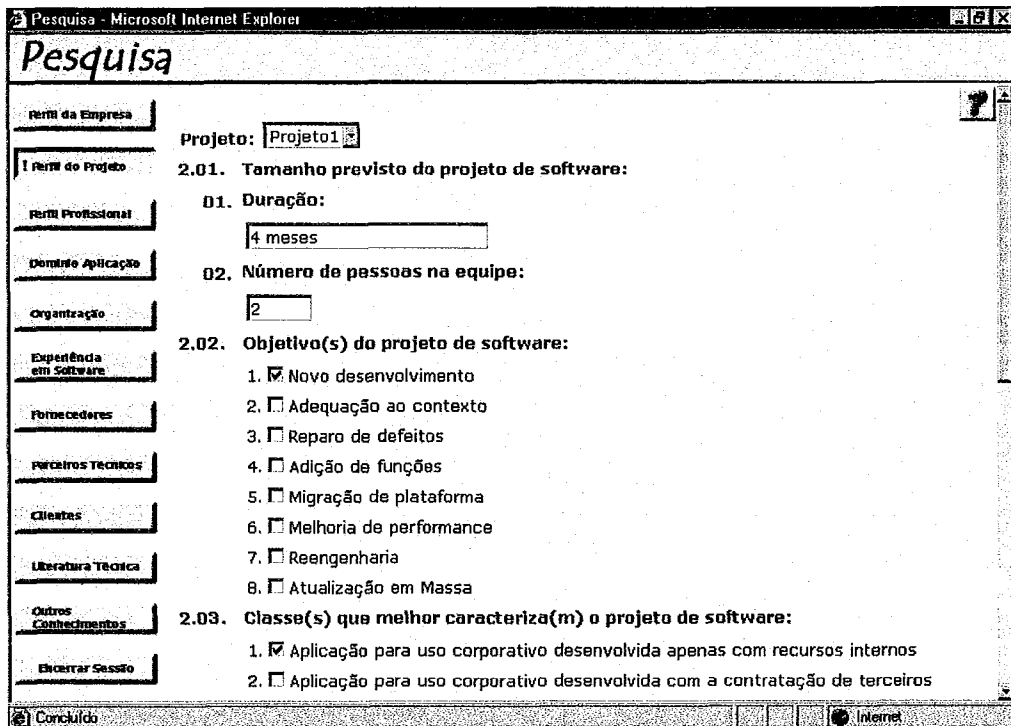 Pesquisa - Microsoft Internet Explorer
Pesquisa
Perfil da Empresa
! Perfil do Projeto
Perfil Profissional
Domínio Aplicação
Organização
Experiência
em Software
Fornecedores
Parceiros Técnicos
Clientes
Literatura Técnica
Outros
Conhecimentos
Encerrar Sessão
?
Projeto: Projeto1
2.01. Tamanho previsto do projeto de software:
01. Duração:
4 meses
02. Número de pessoas na equipe:
2
2.02. Objetivo(s) do projeto de software:
1. Novo desenvolvimento
2. Adequação ao contexto
3. Reparo de defeitos
4. Adição de funções
5. Migração de plataforma
6. Melhoria de performance
7. Reengenharia
8. Atualização em Massa
2.03. Classe(s) que melhor caracteriza(m) o projeto de software:
1. Aplicação para uso corporativo desenvolvida apenas com recursos internos
2. Aplicação para uso corporativo desenvolvida com a contratação de terceiros
Concluído
Internet